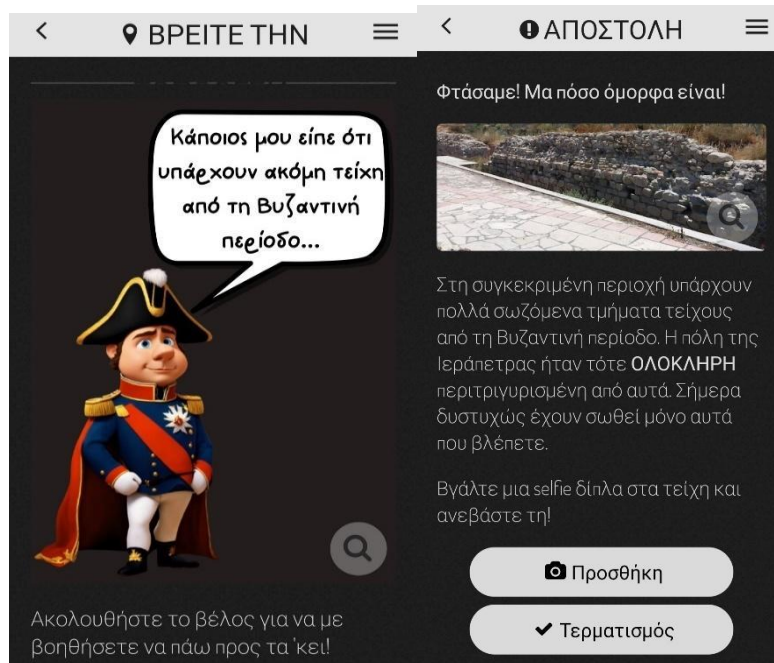 ΒΡΕΙΤΕ ΤΗΝ
Κάποιος μου είπε ότι
υπάρχουν ακόμη τείχη
από τη Βυζαντινή
περίοδο...
Ακολουθήστε το βέλος για να με
βοηθήσετε να πάω προς τα 'κει!
ΑΠΟΣΤΟΛΗ
Φτάσαμε! Μα πόσο όμορφα είναι!
Στη συγκεκριμένη περιοχή υπάρχουν
πολλά σωζόμενα τμήματα τείχους
από τη Βυζαντινή περίοδο. Η πόλη της
Ιεράπετρας ήταν τότε ΟΛΟΚΛΗΡΗ
περιτριγυρισμένη από αυτά. Σήμερα
δυστυχώς έχουν σωθεί μόνο αυτά
που βλέπετε.
Βγάλτε μια selfie δίπλα στα τείχη και
ανεβάστε τη!
Προσθήκη
Τερματισμός